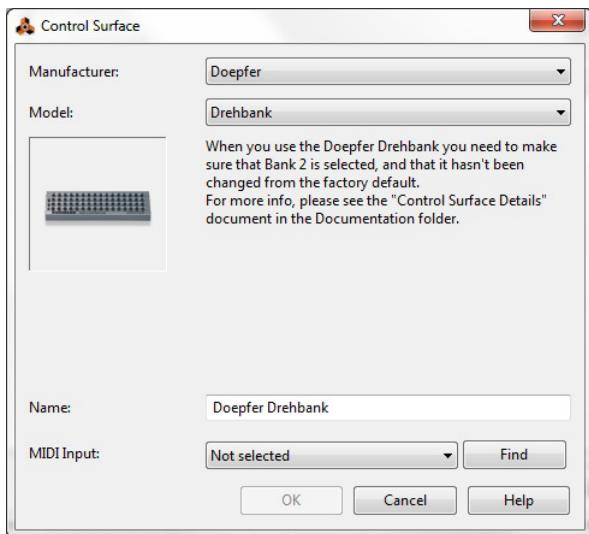 Control Surface
Manufacturer:
Doepfer
Model:
Drehbank
When you use the Doepfer Drehbank you need to make
sure that Bank 2 is selected, and that it hasn't been
changed from the factory default.
For more info, please see the "Control Surface Details"
document in the Documentation folder.
Name:
Doepfer Drehbank
MIDI Input:
Not selected
Find
OK
Cancel
Help